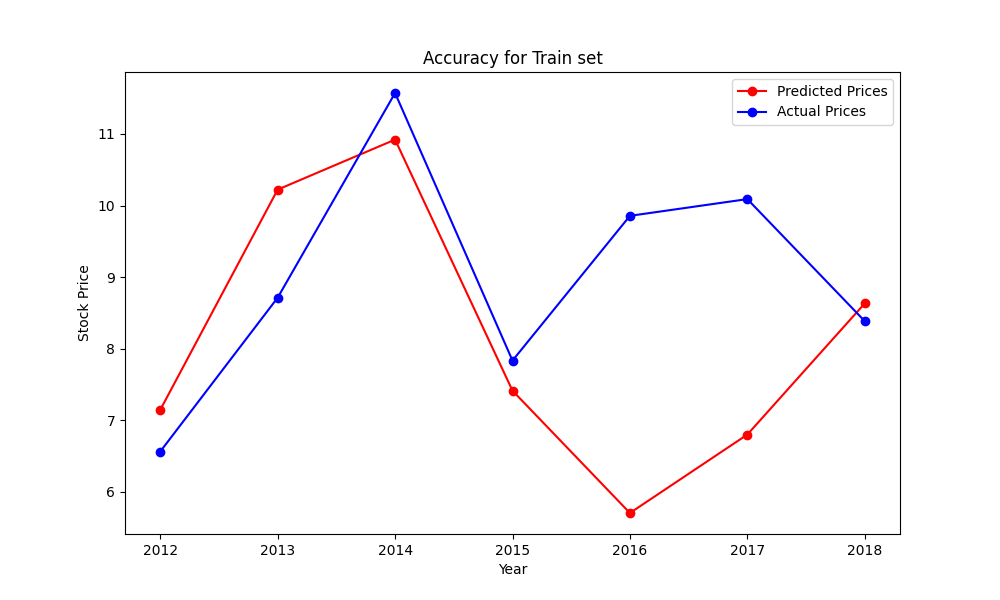 Accuracy for Train set
Predicted Prices
Actual Prices
Stock Price
11
10
9
8
7
6
2012 2013 2014 2015 2016 2017 2018
Year